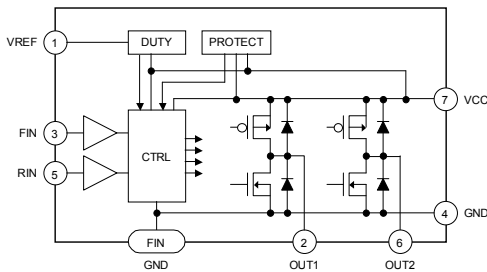 DUTY PROTECT
VREF 1
7 VCC
FIN 3
CTRL
RIN 5
4 GND
FIN 2 6
GND OUT1 OUT2